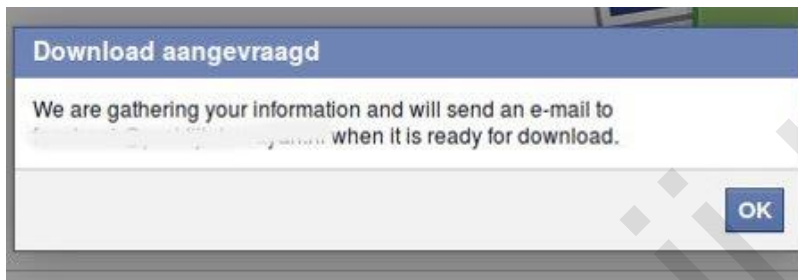 Download aangevraagd
We are gathering your information and will send an e-mail to
when it is ready for download.
OK